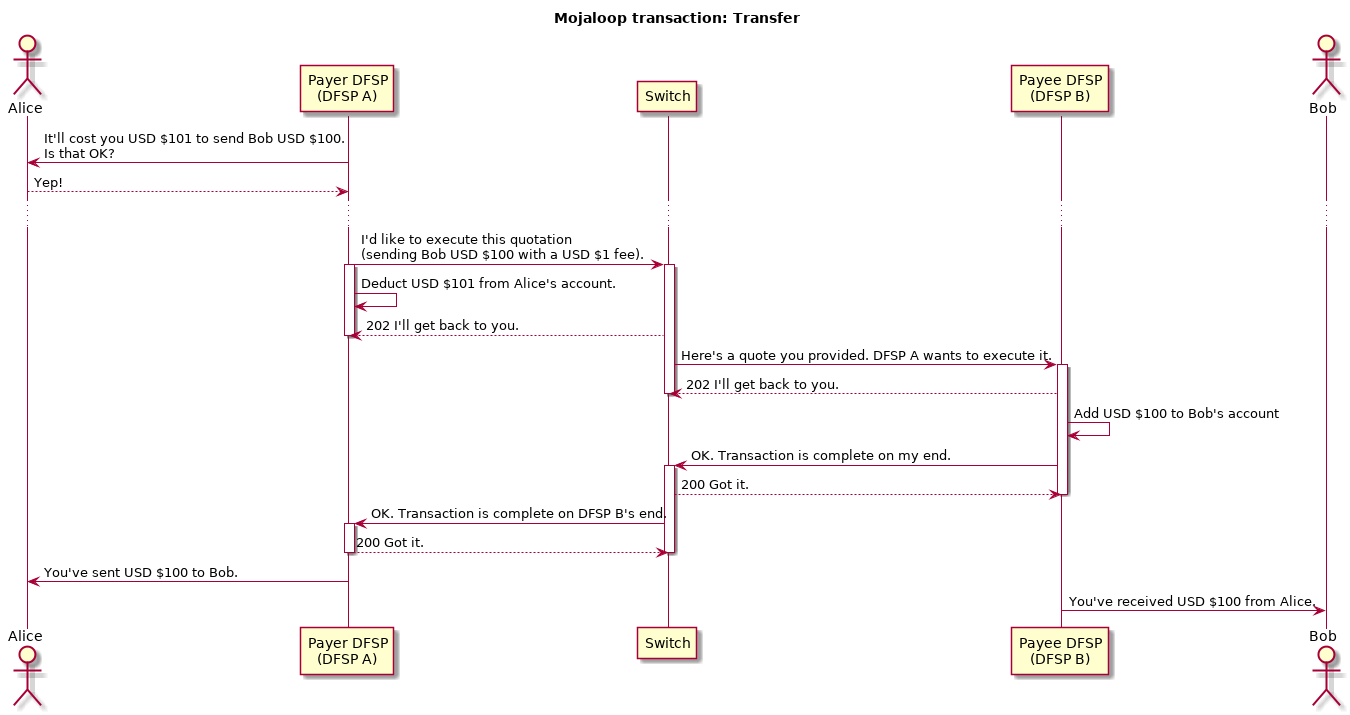 Mojaloop transaction: Transfer
Alice
Payer DFSP
(DFSP A)
Switch
Payee DFSP
(DFSP B)
Bob
It'll cost you USD $101 to send Bob USD $100.
Is that OK?
Yep!
I'd like to execute this quotation
(sending Bob USD $100 with a USD $1 fee).
Deduct USD $101 from Alice's account.
202 I'll get back to you.
Here's a quote you provided. DFSP A wants to execute it.
202 I'll get back to you.
Add USD $100 to Bob's account
OK. Transaction is complete on my end.
200 Got it.
OK. Transaction is complete on DFSP B's end.
200 Got it.
You've sent USD $100 to Bob.
You've received USD $100 from Alice.
Alice
Payer DFSP
(DFSP A)
Switch
Payee DFSP
(DFSP B)
Bob